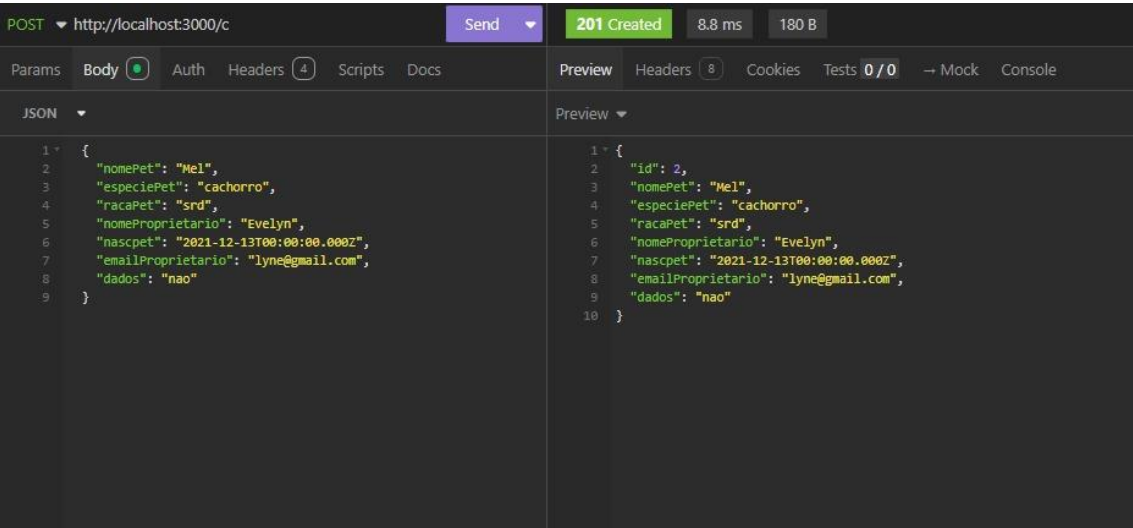 POST http://localhost:3000/c Send 201 Created 8.8 ms 180 B
Params Body Auth Headers 4 Scripts Docs Preview Headers 8 Cookies Tests 0 / 0 → Mock Console
JSON Preview
1 {
2 "nomePet": "Mel",
3 "especiePet": "cachorro",
4 "racaPet": "srd",
5 "nomeProprietario": "Evelyn",
6 "nascpet": "2021-12-13T00:00:00.000Z",
7 "emailProprietario": "lyne@gmail.com",
8 "dados": "nao"
9 }
1 {
2 "id": 2,
3 "nomePet": "Mel",
4 "especiePet": "cachorro",
5 "racaPet": "srd",
6 "nomeProprietario": "Evelyn",
7 "nascpet": "2021-12-13T00:00:00.000Z",
8 "emailProprietario": "lyne@gmail.com",
9 "dados": "nao"
10 }